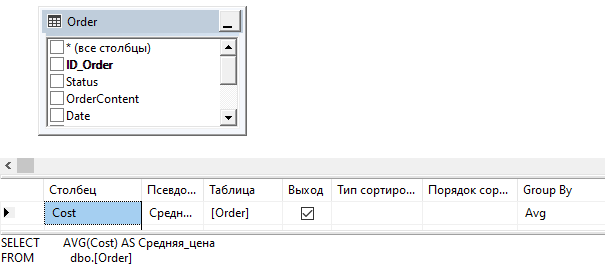 Order
* (все столбцы)
ID_Order
Status
OrderContent
Date
Столбец Псевдо... Таблица Выход Тип сортиро... Порядок сор... Group By
Cost Средн... [Order] Avg
SELECT AVG(Cost) AS Средняя_цена
FROM dbo.[Order]